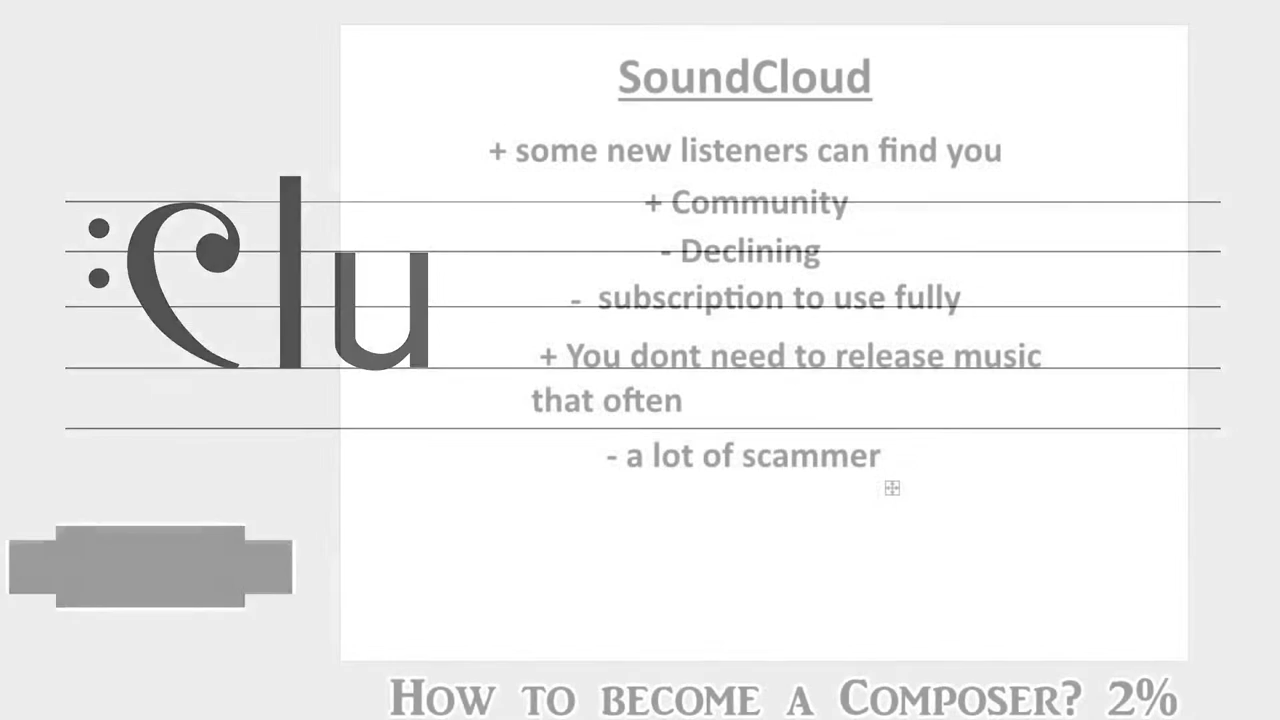 SoundCloud
+ some new listeners can find you
+ Community
- Declining
- subscription to use fully
+ You dont need to release music
that often
- a lot of scammer
clu
How to become a Composer? 2%